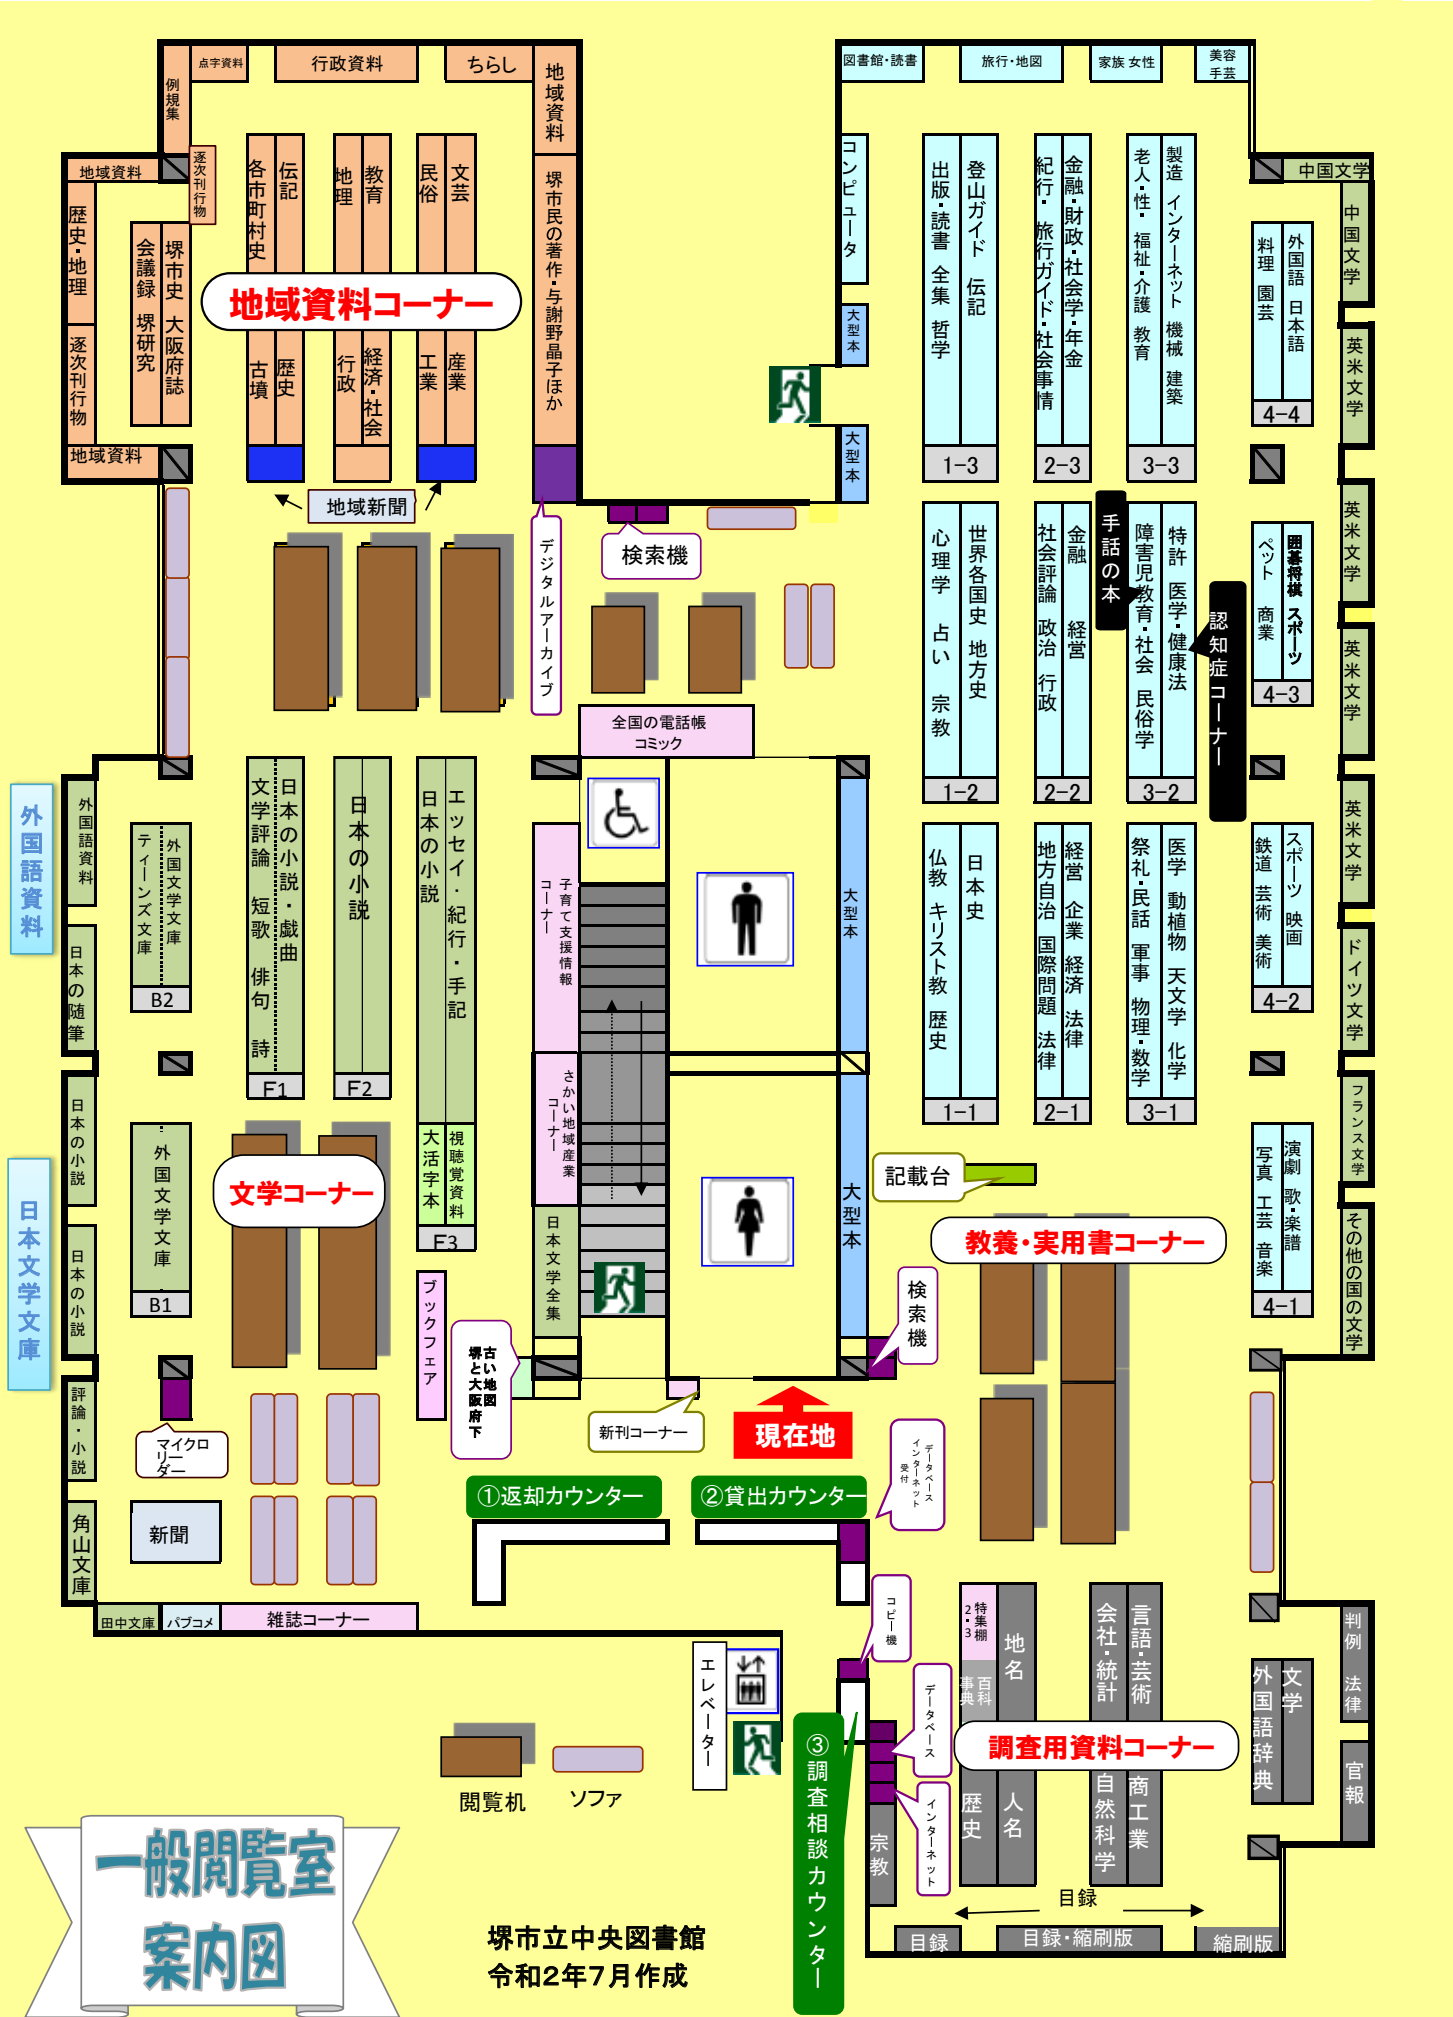 点字資料
行政資料
ちらし
地域資料
例規集
逐次刊行物
地域資料
歴史・地理
逐次刊行物
地域資料
会議録 堺研究
堺市史 大阪府誌
各市町村史
伝記
地理
教育
民俗
文芸
堺市民の著作・与謝野晶子ほか
地域資料コーナー
古墳
歴史
行政
経済・社会
工業
産業
地域新聞
デジタルアーカイブ
検索機
図書館・読書
旅行・地図
家族 女性
美容
手芸
コンピュータ
大型本
大型本
出版・読書 全集 哲学
登山ガイド 伝記
1-3
紀行・旅行ガイド・社会事情
金融・財政・社会学・年金
2-3
老人・性・福祉・介護 教育
製造 インターネット 機械 建築
3-3
料理 園芸
外国語 日本語
4-4
中国文学
中国文学
英米文学
英米文学
英米文学
英米文学
ドイツ文学
フランス文学
その他の国の文学
心理学 占い 宗教
世界各国史 地方史
1-2
社会評論 政治 行政
金融 経営
2-2
手話の本
障害児教育・社会 民俗学
特許 医学・健康法
3-2
認知症コーナー
ペット 商業
囲碁将棋 スポーツ
4-3
全国の電話帳
コミック
外国語資料
日本文学文庫
外国語資料
日本の随筆
日本の小説
日本の小説
評論・小説
角山文庫
ティーンズ文庫
外国文学文庫
B2
外国文学文庫
B1
文学評論 短歌 俳句 詩
日本の小説・戯曲
F1
日本の小説
F2
日本の小説
エッセイ・紀行・手記
大活字本
視聴覚資料
F3
文学コーナー
ブックフェア
子育て支援情報
コーナー
さかい地域産業
コーナー
日本文学全集
大型本
大型本
仏教 キリスト教 歴史
日本史
1-1
地方自治 国際問題 法律
経営 企業 経済 法律
2-1
祭礼・民話 軍事 物理・数学
医学 動植物 天文学 化学
3-1
鉄道 芸術 美術
スポーツ 映画
4-2
写真 工芸 音楽
演劇 歌・楽譜
4-1
記載台
教養・実用書コーナー
検索機
古い地図
堺と大阪府下
新刊コーナー
現在地
データベース
インターネット
受付
マイクロ
リー
ダー
新聞
①返却カウンター
②貸出カウンター
田中文庫
パブコメ
雑誌コーナー
エレベーター
コピー機
データベース
インターネット
③調査相談カウンター
宗教
特集棚
2・3
百科
事典
地名
歴史
人名
会社・統計
言語・芸術
自然科学
商工業
調査用資料コーナー
外国語辞典
文学
判例 法律
官報
目録
目録
目録・縮刷版
縮刷版
閲覧机
ソファ
一般閲覧室
案内図
堺市立中央図書館
令和2年7月作成